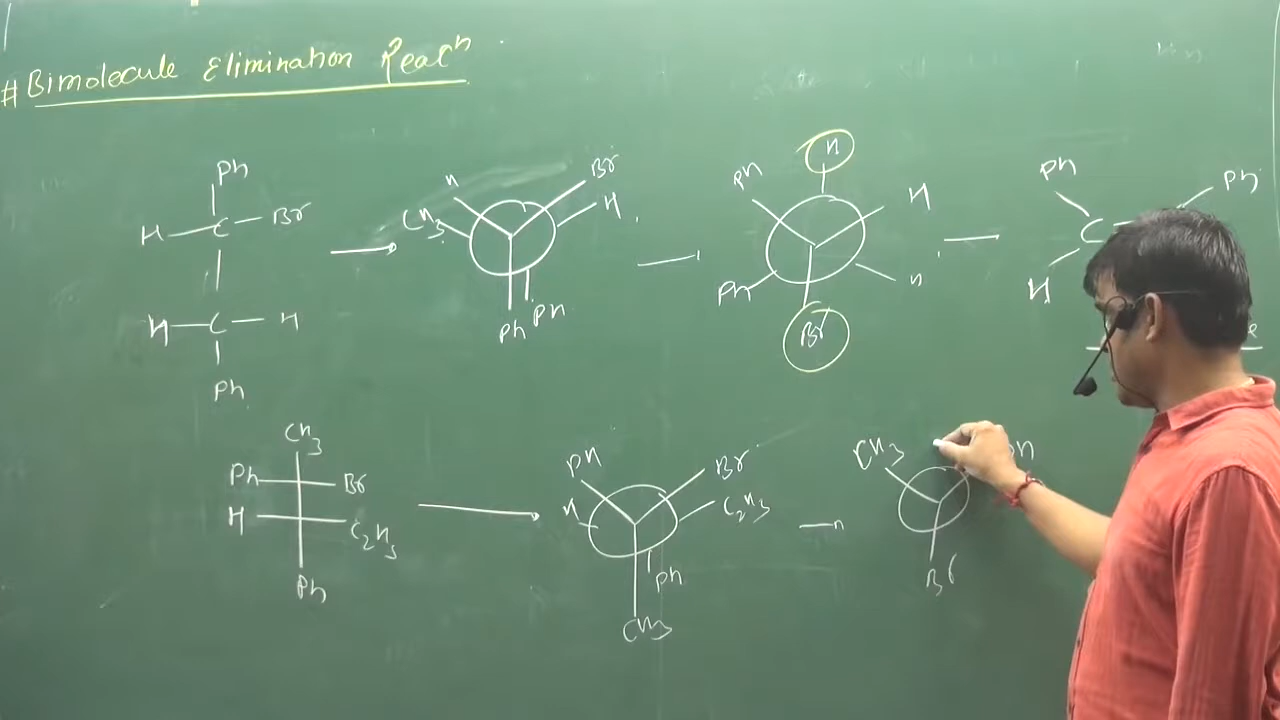 # Bimolecule Elimination Reacⁿ
Ph
H C Br
H C H
Ph
H Br
CH3 H
Ph Ph
H
Ph H
Ph H
Br
Ph Ph
C
H
CH3
Ph Br
H C2H5
Ph
Ph Br
H C2H5
Ph
CH3
CH3 Ph
Br